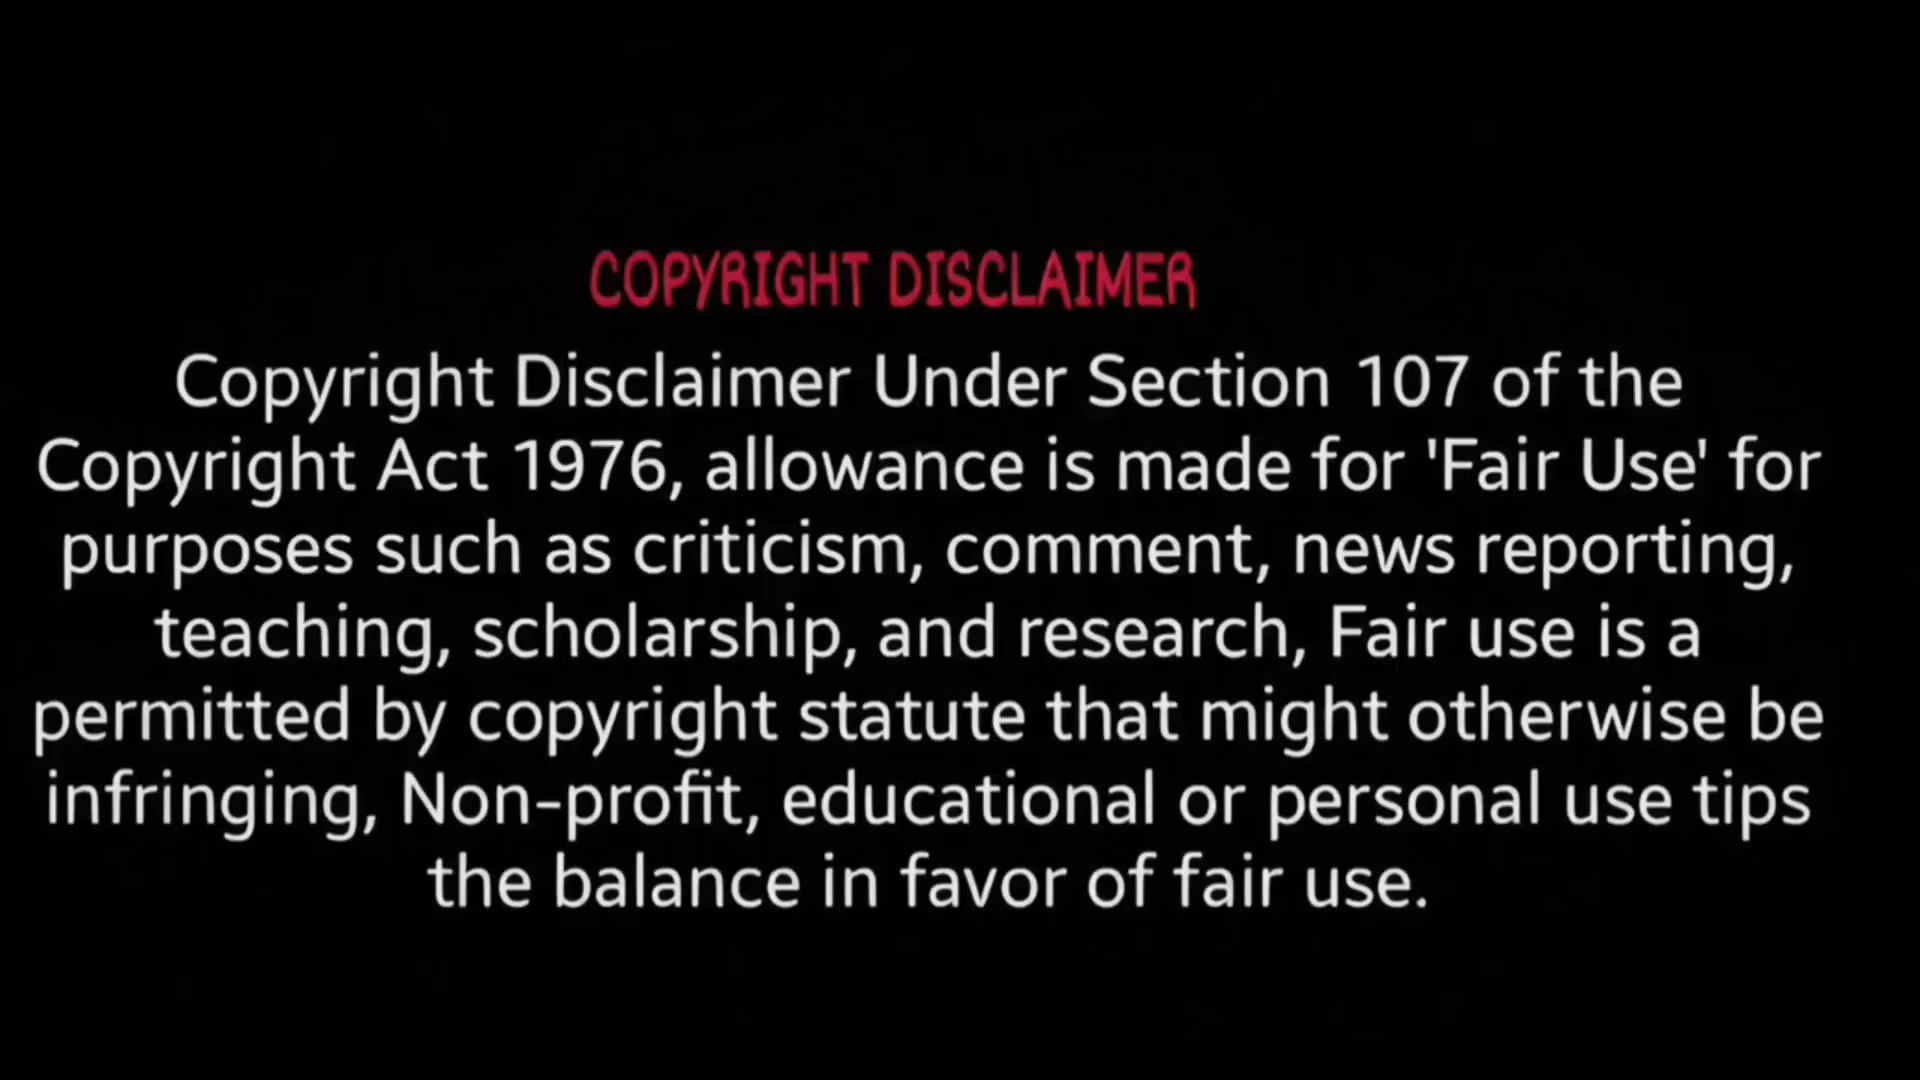 COPYRIGHT DISCLAIMER
Copyright Disclaimer Under Section 107 of the
Copyright Act 1976, allowance is made for 'Fair Use' for
purposes such as criticism, comment, news reporting,
teaching, scholarship, and research, Fair use is a
permitted by copyright statute that might otherwise be
infringing, Non-profit, educational or personal use tips
the balance in favor of fair use.